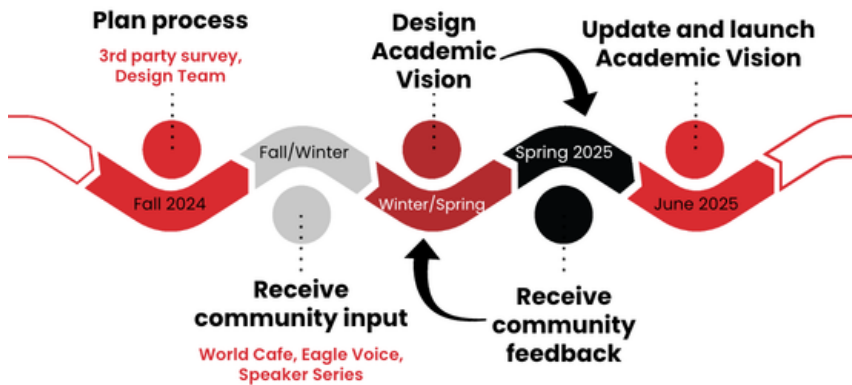 Plan process
3rd party survey,
Design Team
Design
Academic
Vision
Update and launch
Academic Vision
Fall 2024
Fall/Winter
Winter/Spring
Spring 2025
June 2025
Receive
community input
World Cafe, Eagle Voice,
Speaker Series
Receive
community
feedback